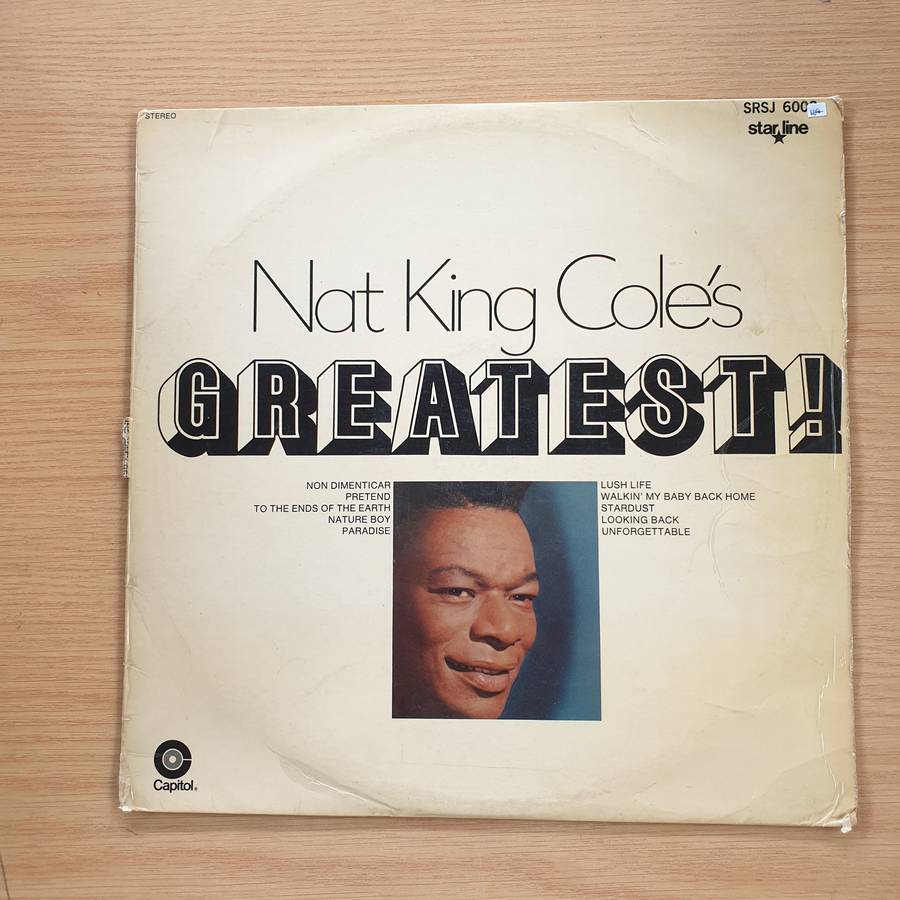 STEREO
SRSJ
star line
Nat King Cole's
GREATEST!
NON DIMENTICAR
PRETEND
TO THE ENDS OF THE EARTH
NATURE BOY
PARADISE
LUSH LIFE
WALKIN' MY BABY BACK HOME
STARDUST
LOOKING BACK
UNFORGETTABLE
Capitol®